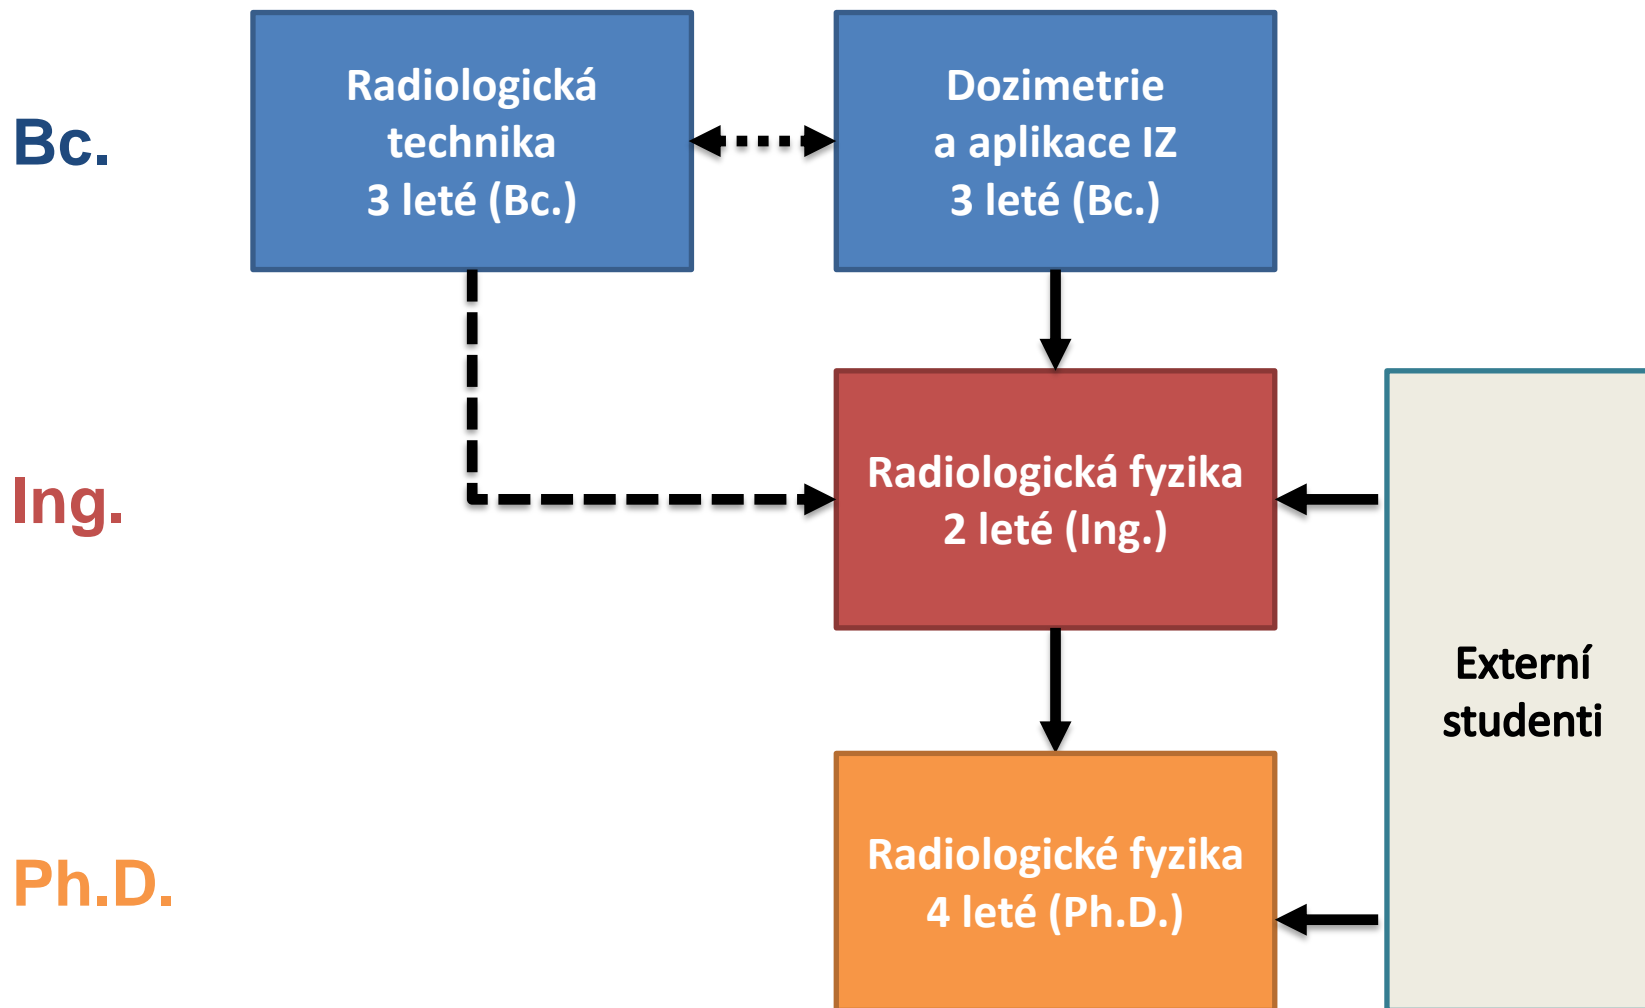 Bc.
Radiologická
technika
3 leté (Bc.)
Dozimetrie
a aplikace IZ
3 leté (Bc.)
Ing.
Radiologická fyzika
2 leté (Ing.)
Externí
studenti
Ph.D.
Radiologické fyzika
4 leté (Ph.D.)